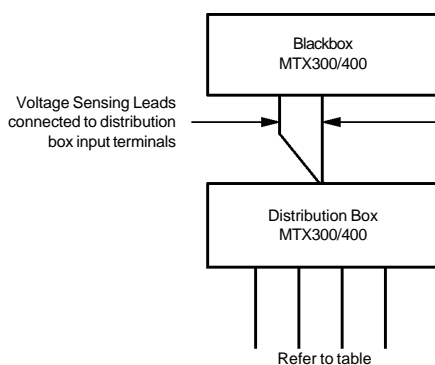 Blackbox
MTX300/400
Voltage Sensing Leads
connected to distribution
box input terminals
Distribution Box
MTX300/400
Refer to table